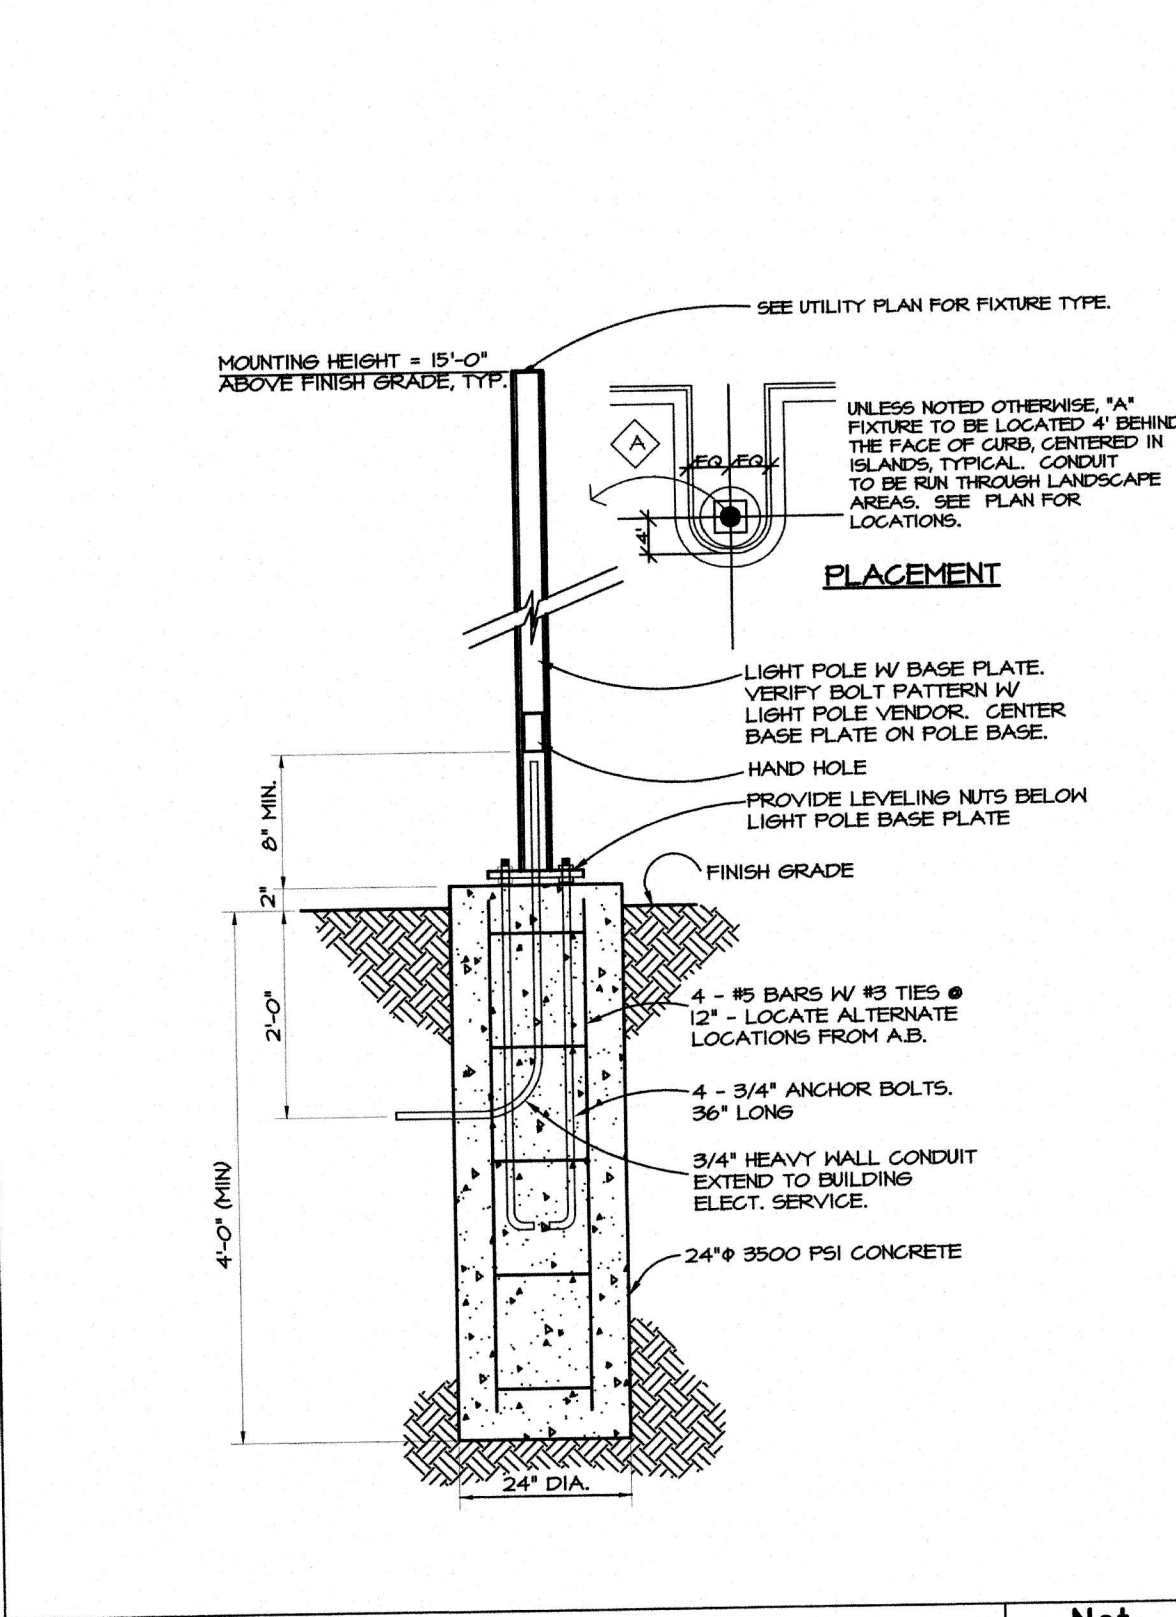 SEE UTILITY PLAN FOR FIXTURE TYPE.
MOUNTING HEIGHT = 15'-0"
ABOVE FINISH GRADE, TYP.
UNLESS NOTED OTHERWISE, "A"
FIXTURE TO BE LOCATED 4' BEHIND
THE FACE OF CURB, CENTERED IN
ISLANDS, TYPICAL. CONDUIT
TO BE RUN THROUGH LANDSCAPE
AREAS. SEE PLAN FOR
LOCATIONS.
A
EQ EQ
4'
PLACEMENT
LIGHT POLE W/ BASE PLATE.
VERIFY BOLT PATTERN W/
LIGHT POLE VENDOR. CENTER
BASE PLATE ON POLE BASE.
HAND HOLE
PROVIDE LEVELING NUTS BELOW
LIGHT POLE BASE PLATE
8" MIN.
FINISH GRADE
2"
2'-0"
4 - #5 BARS W/ #3 TIES @
12" - LOCATE ALTERNATE
LOCATIONS FROM A.B.
4 - 3/4" ANCHOR BOLTS.
36" LONG
3/4" HEAVY WALL CONDUIT
EXTEND TO BUILDING
ELECT. SERVICE.
4'-0" (MIN)
24"Φ 3500 PSI CONCRETE
24" DIA.